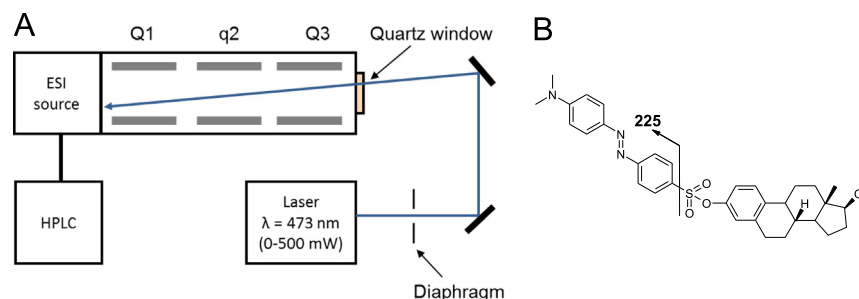 A
Q1 q2 Q3
Quartz window
ESI
source
HPLC
Laser
λ = 473 nm
(0-500 mW)
Diaphragm
B
N
N
N
225
O
S
O
O
H